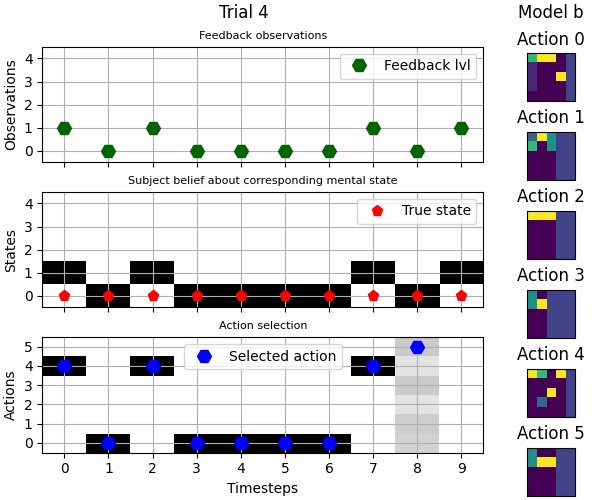 Trial 4
Feedback observations
Observations
4
3
2
1
0
Feedback lvl
Subject belief about corresponding mental state
States
4
3
2
1
0
True state
Action selection
Actions
5
4
3
2
1
0
Selected action
0 1 2 3 4 5 6 7 8 9
Timesteps
Model b
Action 0
Action 1
Action 2
Action 3
Action 4
Action 5